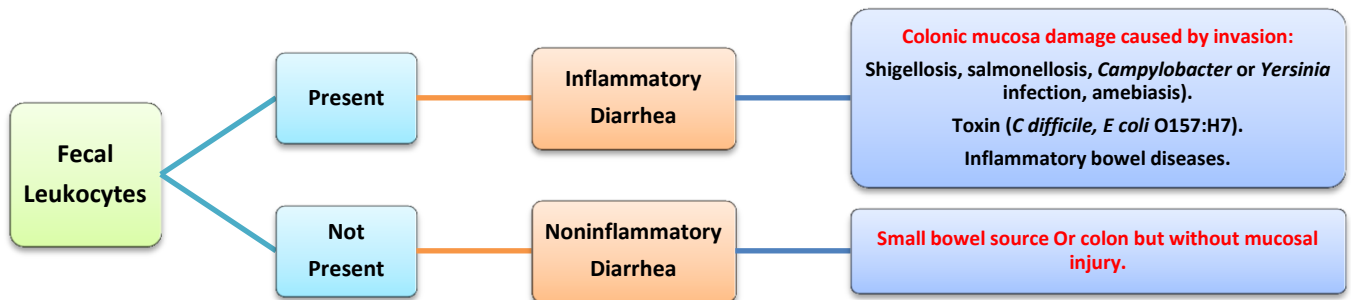 Fecal
Leukocytes
Present
Inflammatory
Diarrhea
Colonic mucosa damage caused by invasion:
Shigellosis, salmonellosis, Campylobacter or Yersinia
infection, amebiasis).
Toxin (C difficile, E coli O157:H7).
Inflammatory bowel diseases.
Not
Present
Noninflammatory
Diarrhea
Small bowel source Or colon but without mucosal
injury.